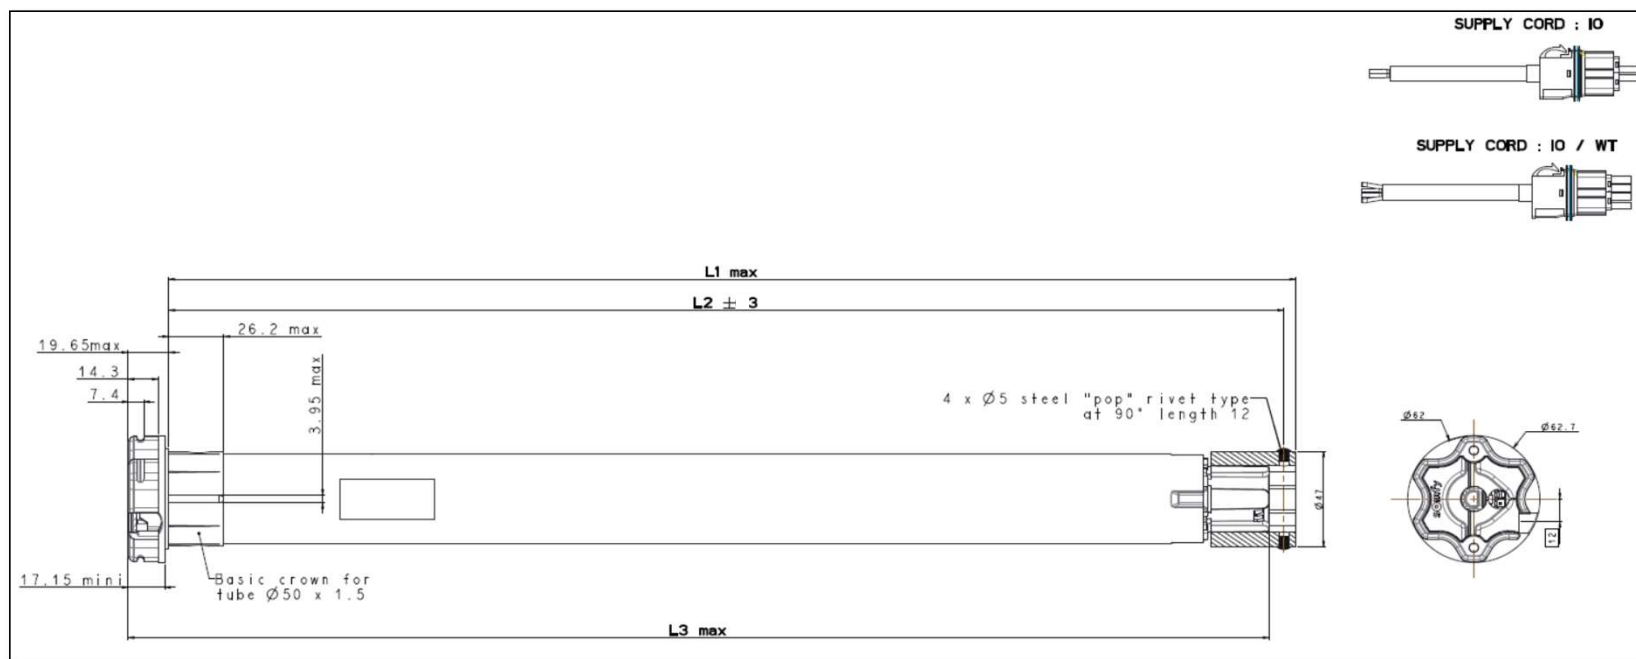 SUPPLY CORD : IO
SUPPLY CORD : IO / WT
L1 max
L2 ± 3
26.2 max
19.65max
14.3
7.4
3.95 max
4 x Ø5 steel "pop" rivet type
at 90° length 12
Ø62
Ø62.7
Ø47
somfy
12
17.15 mini
Basic crown for
tube Ø50 x 1.5
L3 max